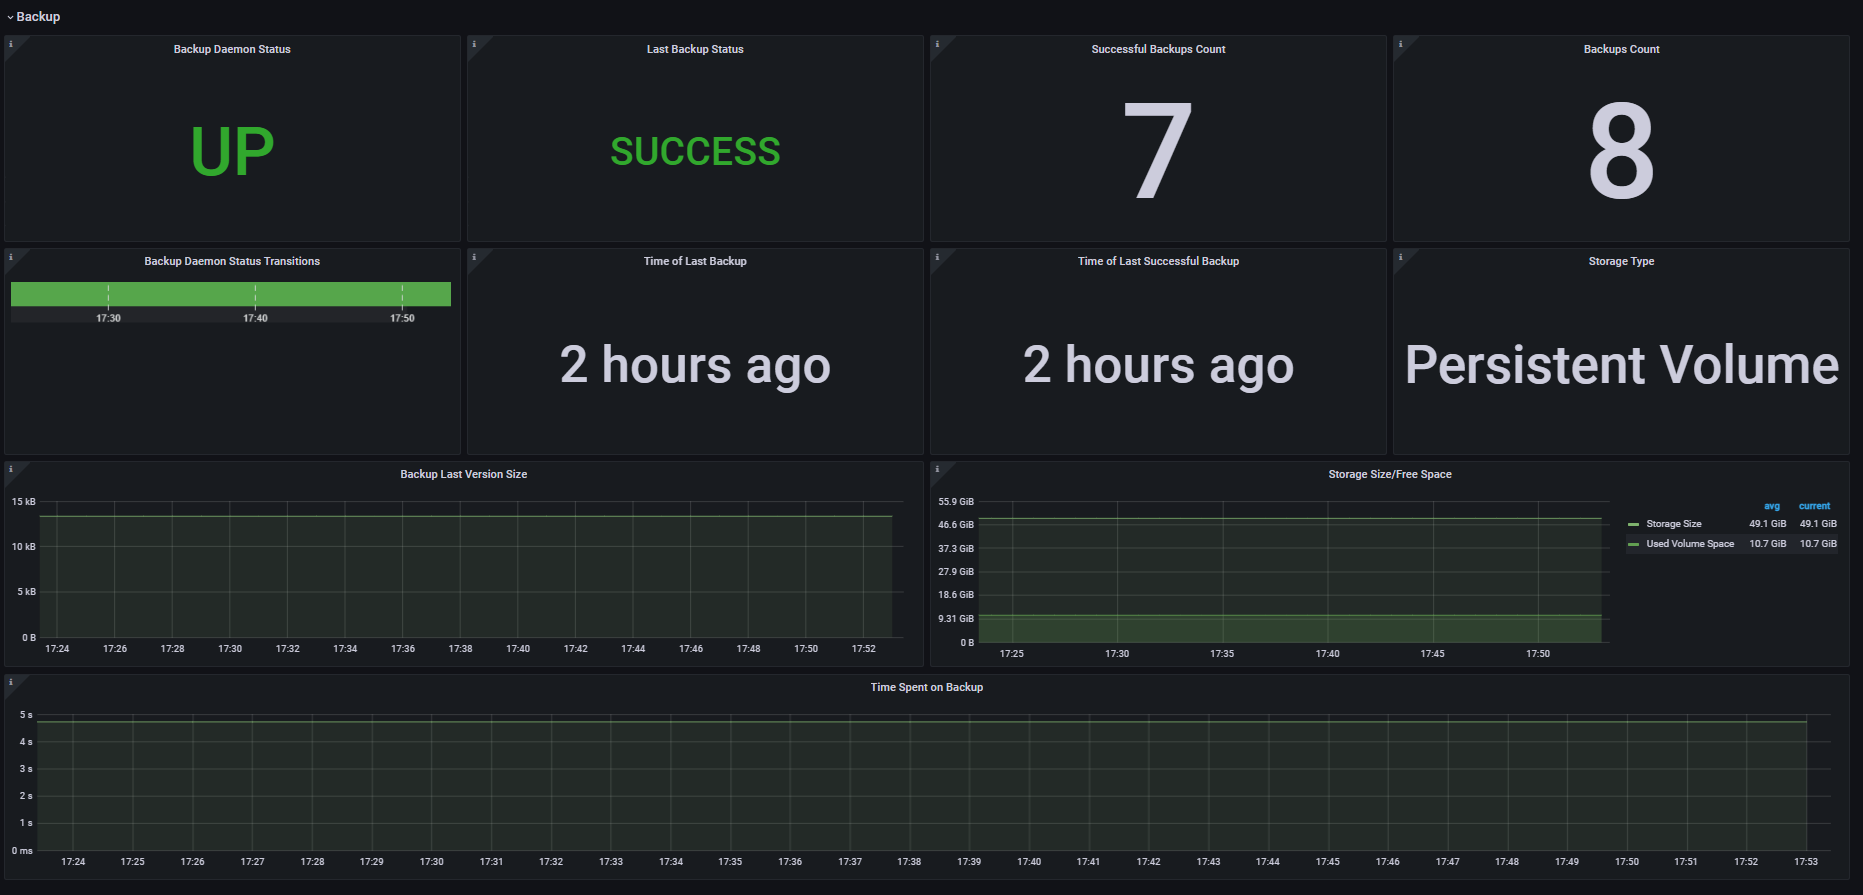 Backup
Backup Daemon Status
UP
Last Backup Status
SUCCESS
Successful Backups Count
7
Backups Count
8
Backup Daemon Status Transitions
17:30 17:40 17:50
Time of Last Backup
2 hours ago
Time of Last Successful Backup
2 hours ago
Storage Type
Persistent Volume
Backup Last Version Size
15 kB
10 kB
5 kB
0 B
17:24 17:26 17:28 17:30 17:32 17:34 17:36 17:38 17:40 17:42 17:44 17:46 17:48 17:50 17:52
Storage Size/Free Space
55.9 GiB
46.6 GiB
37.3 GiB
27.9 GiB
18.6 GiB
9.31 GiB
0 B
17:25 17:30 17:35 17:40 17:45 17:50
avg current
Storage Size 49.1 GiB 49.1 GiB
Used Volume Space 10.7 GiB 10.7 GiB
Time Spent on Backup
5 s
4 s
3 s
2 s
1 s
0 ms
17:24 17:25 17:26 17:27 17:28 17:29 17:30 17:31 17:32 17:33 17:34 17:35 17:36 17:37 17:38 17:39 17:40 17:41 17:42 17:43 17:44 17:45 17:46 17:47 17:48 17:49 17:50 17:51 17:52 17:53